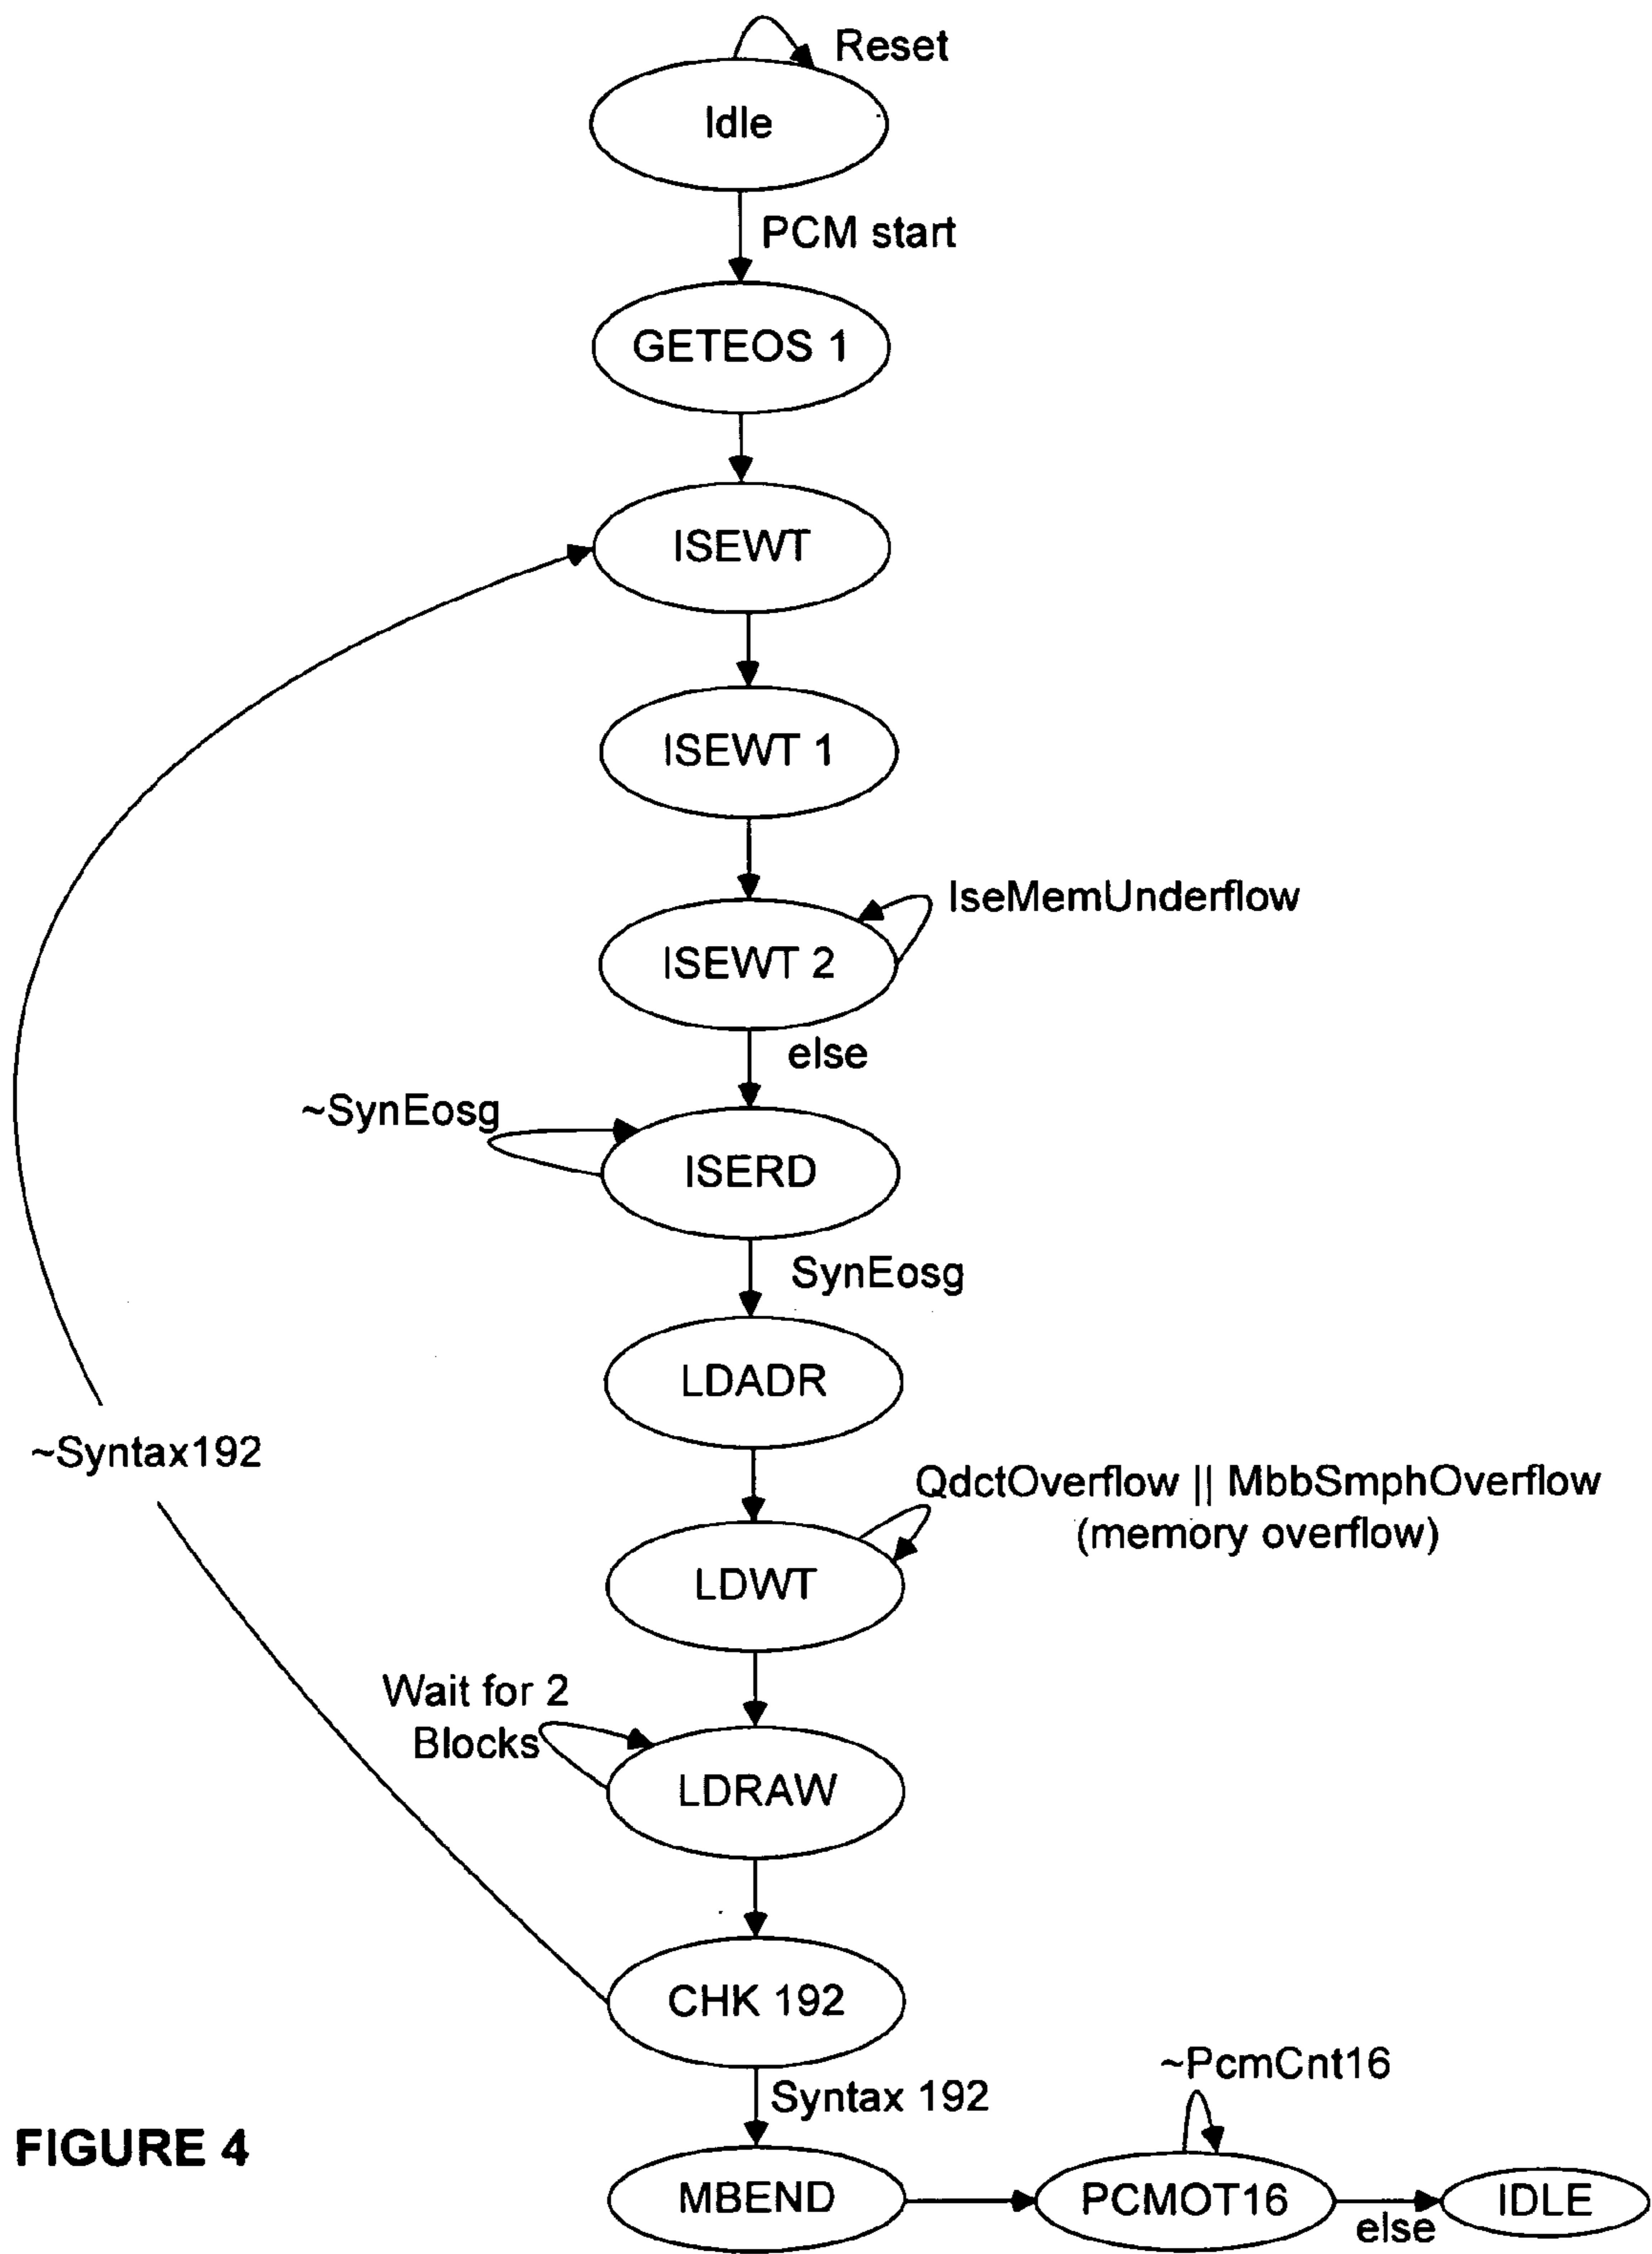 Reset
Idle
PCM start
GETEOS 1
ISEWT
ISEWT 1
IseMemUnderflow
ISEWT 2
else
~SynEosg
ISERD
SynEosg
LDADR
~Syntax192
QdctOverflow || MbbSmphOverflow
(memory overflow)
LDWT
Wait for 2
Blocks
LDRAW
CHK 192
~PcmCnt16
Syntax 192
FIGURE 4
MBEND
PCMOT16
else
IDLE